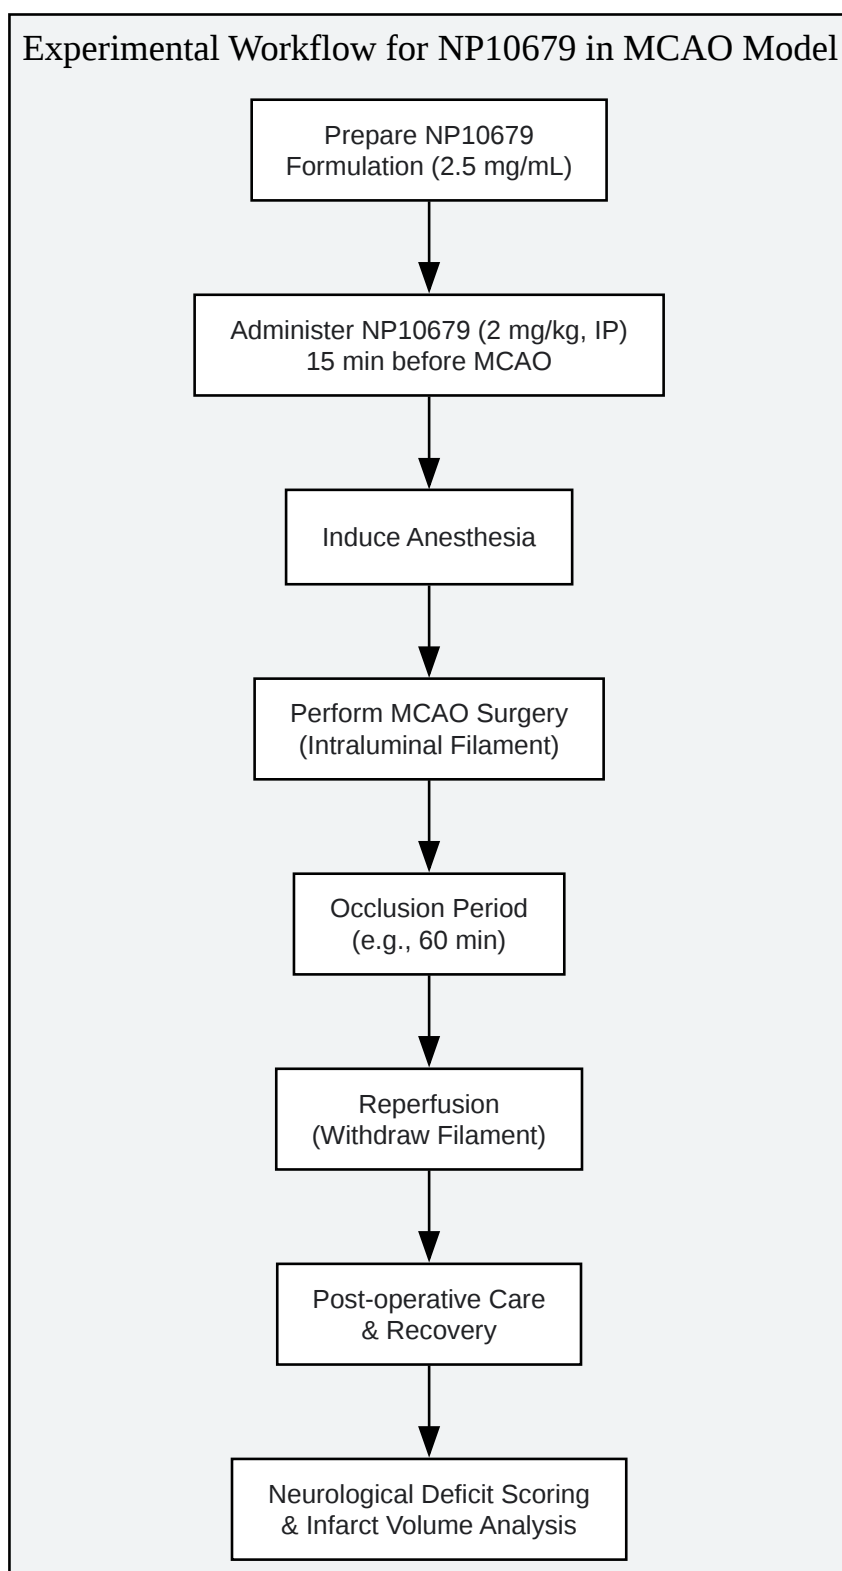 Experimental Workflow for NP10679 in MCAO Model
Prepare NP10679
Formulation (2.5 mg/mL)
Administer NP10679 (2 mg/kg, IP)
15 min before MCAO
Induce Anesthesia
Perform MCAO Surgery
(Intraluminal Filament)
Occlusion Period
(e.g., 60 min)
Reperfusion
(Withdraw Filament)
Post-operative Care
& Recovery
Neurological Deficit Scoring
& Infarct Volume Analysis